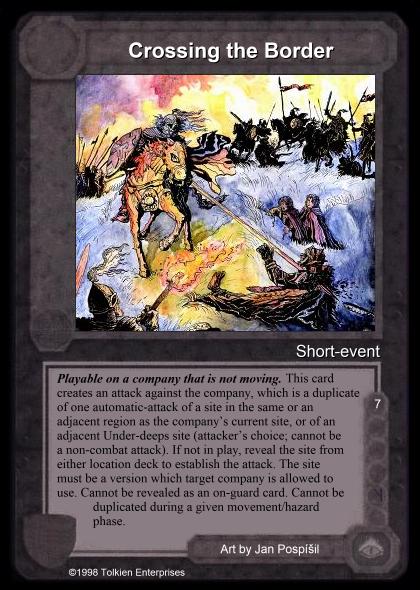 Crossing the Border
Short-event
Playable on a company that is not moving. This card
creates an attack against the company, which is a duplicate
of one automatic-attack of a site in the same or an
adjacent region as the company's current site, or of an
adjacent Under-deeps site (attacker's choice; cannot be
a non-combat attack). If not in play, reveal the site from
either location deck to establish the attack. The site
must be a version which target company is allowed to
use. Cannot be revealed as an on-guard card. Cannot be
duplicated during a given movement/hazard
phase.
7
Art by Jan Pospíšil
©1998 Tolkien Enterprises